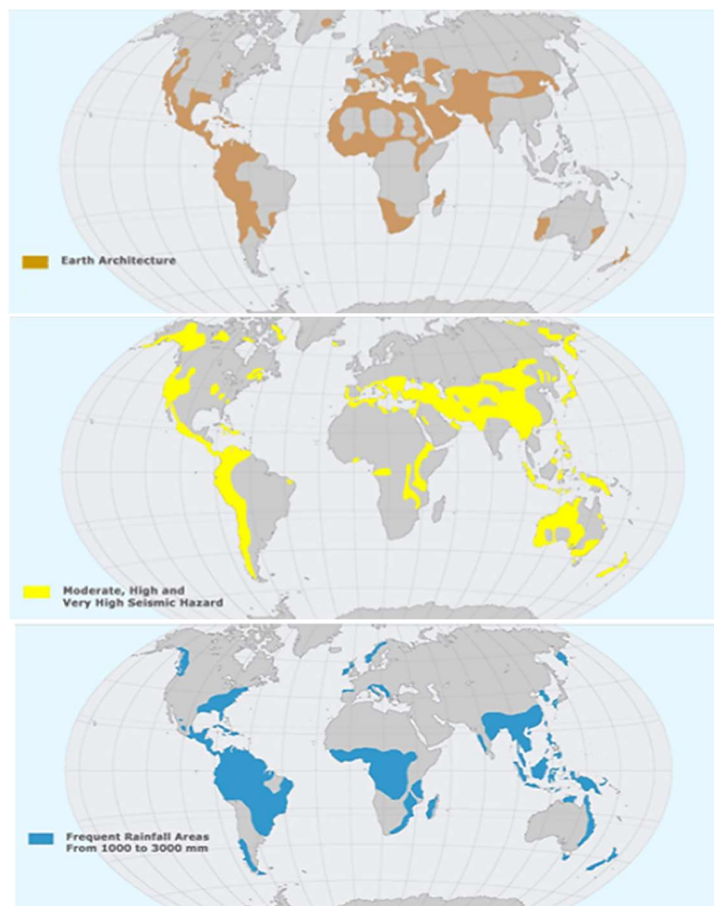 Earth Architecture
Moderate, High and
Very High Seismic Hazard
Frequent Rainfall Areas
From 1000 to 3000 mm